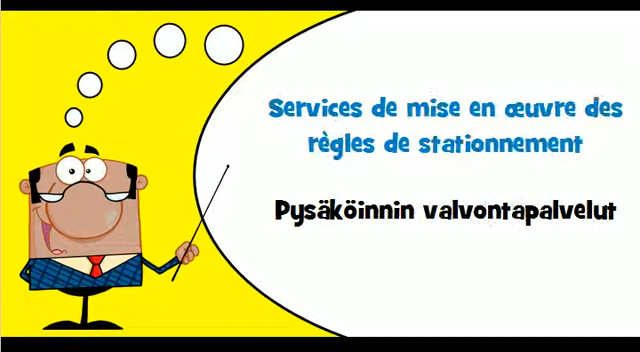 Services de mise en œuvre des
règles de stationnement
Pysäköinnin valvontapalvelut